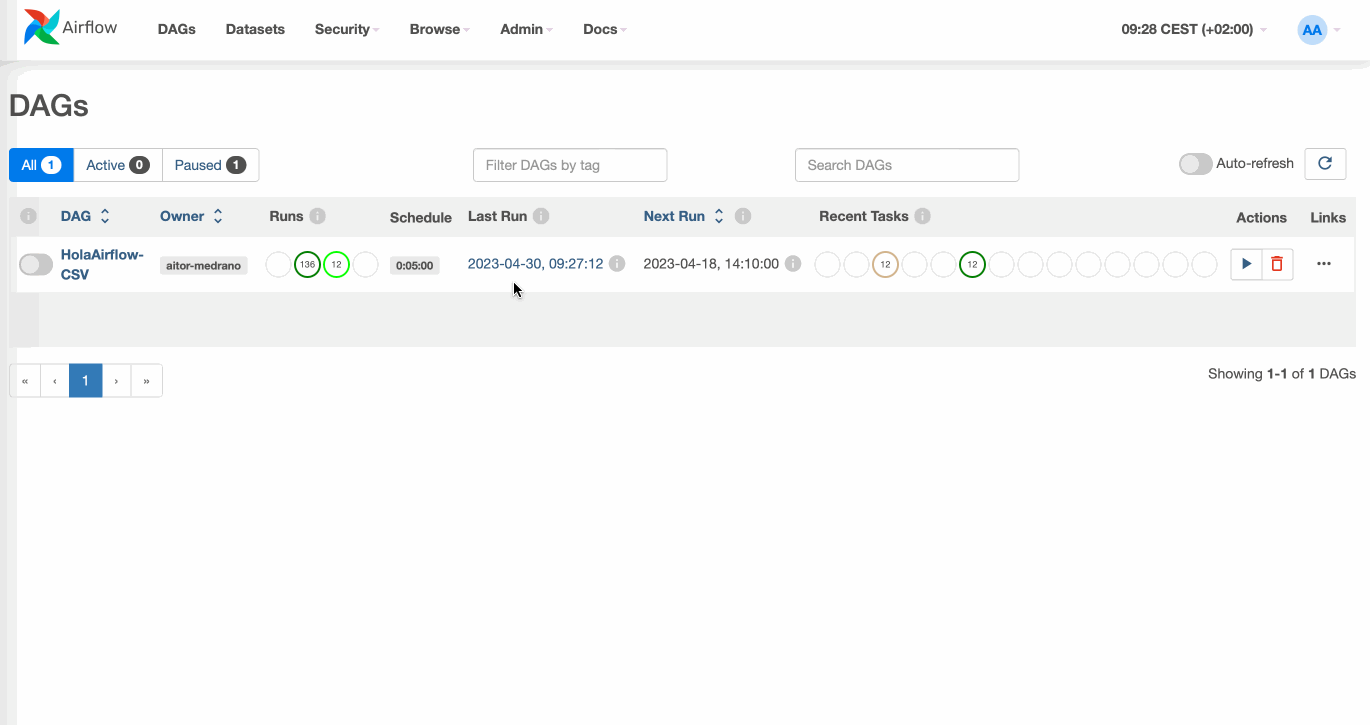 Airflow DAGs Datasets Security Browse Admin Docs 09:28 CEST (+02:00) AA
DAGs
All 1 Active 0 Paused 1 Filter DAGs by tag Search DAGs Auto-refresh
DAG Owner Runs Schedule Last Run Next Run Recent Tasks Actions Links
HolaAirflow-
CSV aitor-medrano 136 12 0:05:00 2023-04-30, 09:27:12 2023-04-18, 14:10:00 12 12
« ‹ 1 › » Showing 1-1 of 1 DAGs